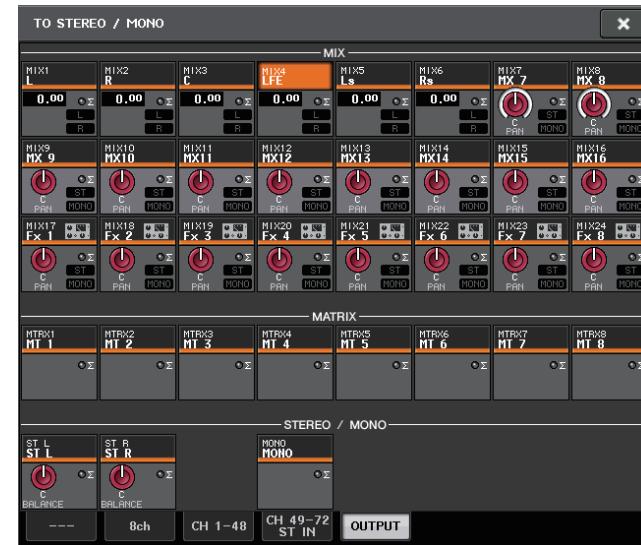 TO STEREO / MONO
MIX
MIX1 MIX2 MIX3 MIX4 MIX5 MIX6 MIX7 MIX8
L R C LFE Ls Rs MX 7 MX 8
0.00 Σ 0.00 Σ 0.00 Σ 0.00 Σ 0.00 Σ 0.00 Σ Σ Σ
L L L L L L ST ST
R R R R R R C PAN MONO C PAN MONO
MIX9 MIX10 MIX11 MIX12 MIX13 MIX14 MIX15 MIX16
MX 9 MX10 MX11 MX12 MX13 MX14 MX15 MX16
Σ Σ Σ Σ Σ Σ Σ Σ
ST ST ST ST ST ST ST ST
C PAN MONO C PAN MONO C PAN MONO C PAN MONO C PAN MONO C PAN MONO C PAN MONO C PAN MONO
MIX17 MIX18 MIX19 MIX20 MIX21 MIX22 MIX23 MIX24
Fx 1 Fx 2 Fx 3 Fx 4 Fx 5 Fx 6 Fx 7 Fx 8
Σ Σ Σ Σ Σ Σ Σ Σ
ST ST ST ST ST ST ST ST
C PAN MONO C PAN MONO C PAN MONO C PAN MONO C PAN MONO C PAN MONO C PAN MONO C PAN MONO
MATRIX
MTRX1 MTRX2 MTRX3 MTRX4 MTRX5 MTRX6 MTRX7 MTRX8
MT 1 MT 2 MT 3 MT 4 MT 5 MT 6 MT 7 MT 8
Σ Σ Σ Σ Σ Σ Σ Σ
STEREO / MONO
ST L ST R MONO
ST L ST R MONO
Σ Σ Σ
C C
BALANCE BALANCE
--- 8ch CH 1-48 CH 49-72 OUTPUT
ST IN